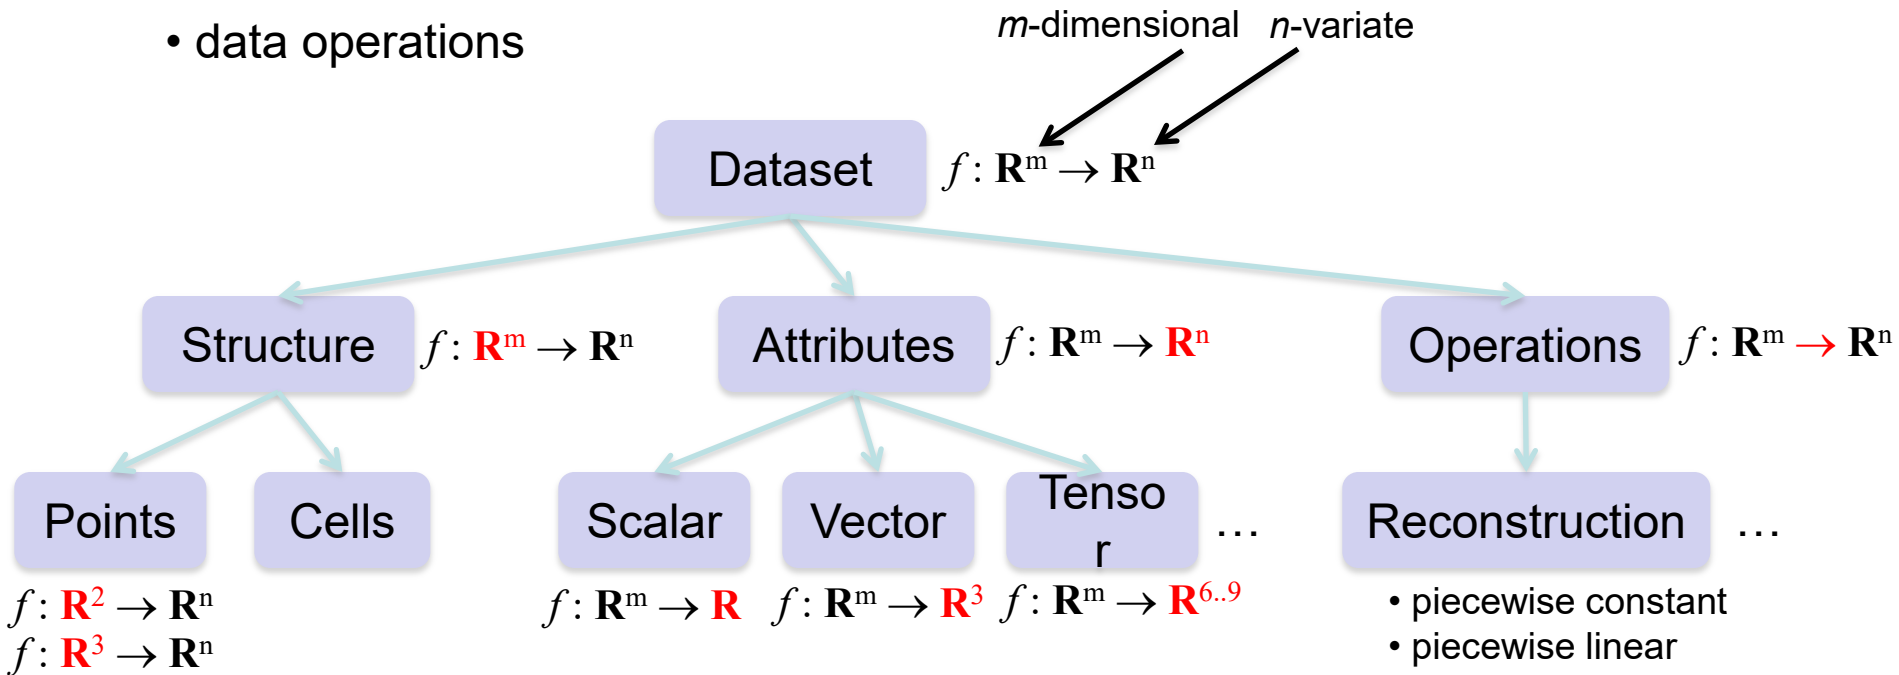 • data operations
m-dimensional n-variate
Dataset f: Rᵐ → Rⁿ
Structure f: Rᵐ → Rⁿ Attributes f: Rᵐ → Rⁿ Operations f: Rᵐ → Rⁿ
Points Cells Scalar Vector Tenso
r … Reconstruction …
f: R² → Rⁿ f: Rᵐ → R f: Rᵐ → R³ f: Rᵐ → R⁶··⁹ • piecewise constant
f: R³ → Rⁿ • piecewise linear